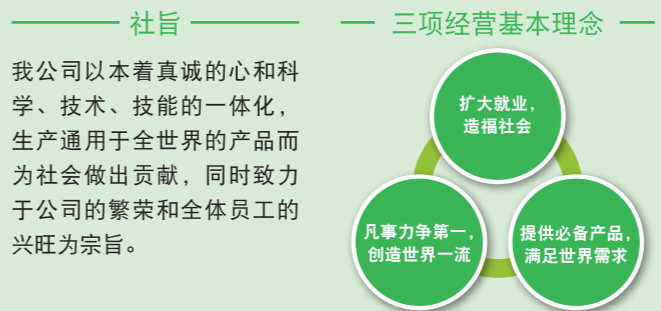 社旨
我公司以本着真诚的心和科
学、技术、技能的一体化，
生产通用于全世界的产品而
为社会做出贡献，同时致力
于公司的繁荣和全体员工的
兴旺为宗旨。
三项经营基本理念
扩大就业，
造福社会
凡事力争第一，
创造世界一流
提供必备产品，
满足世界需求